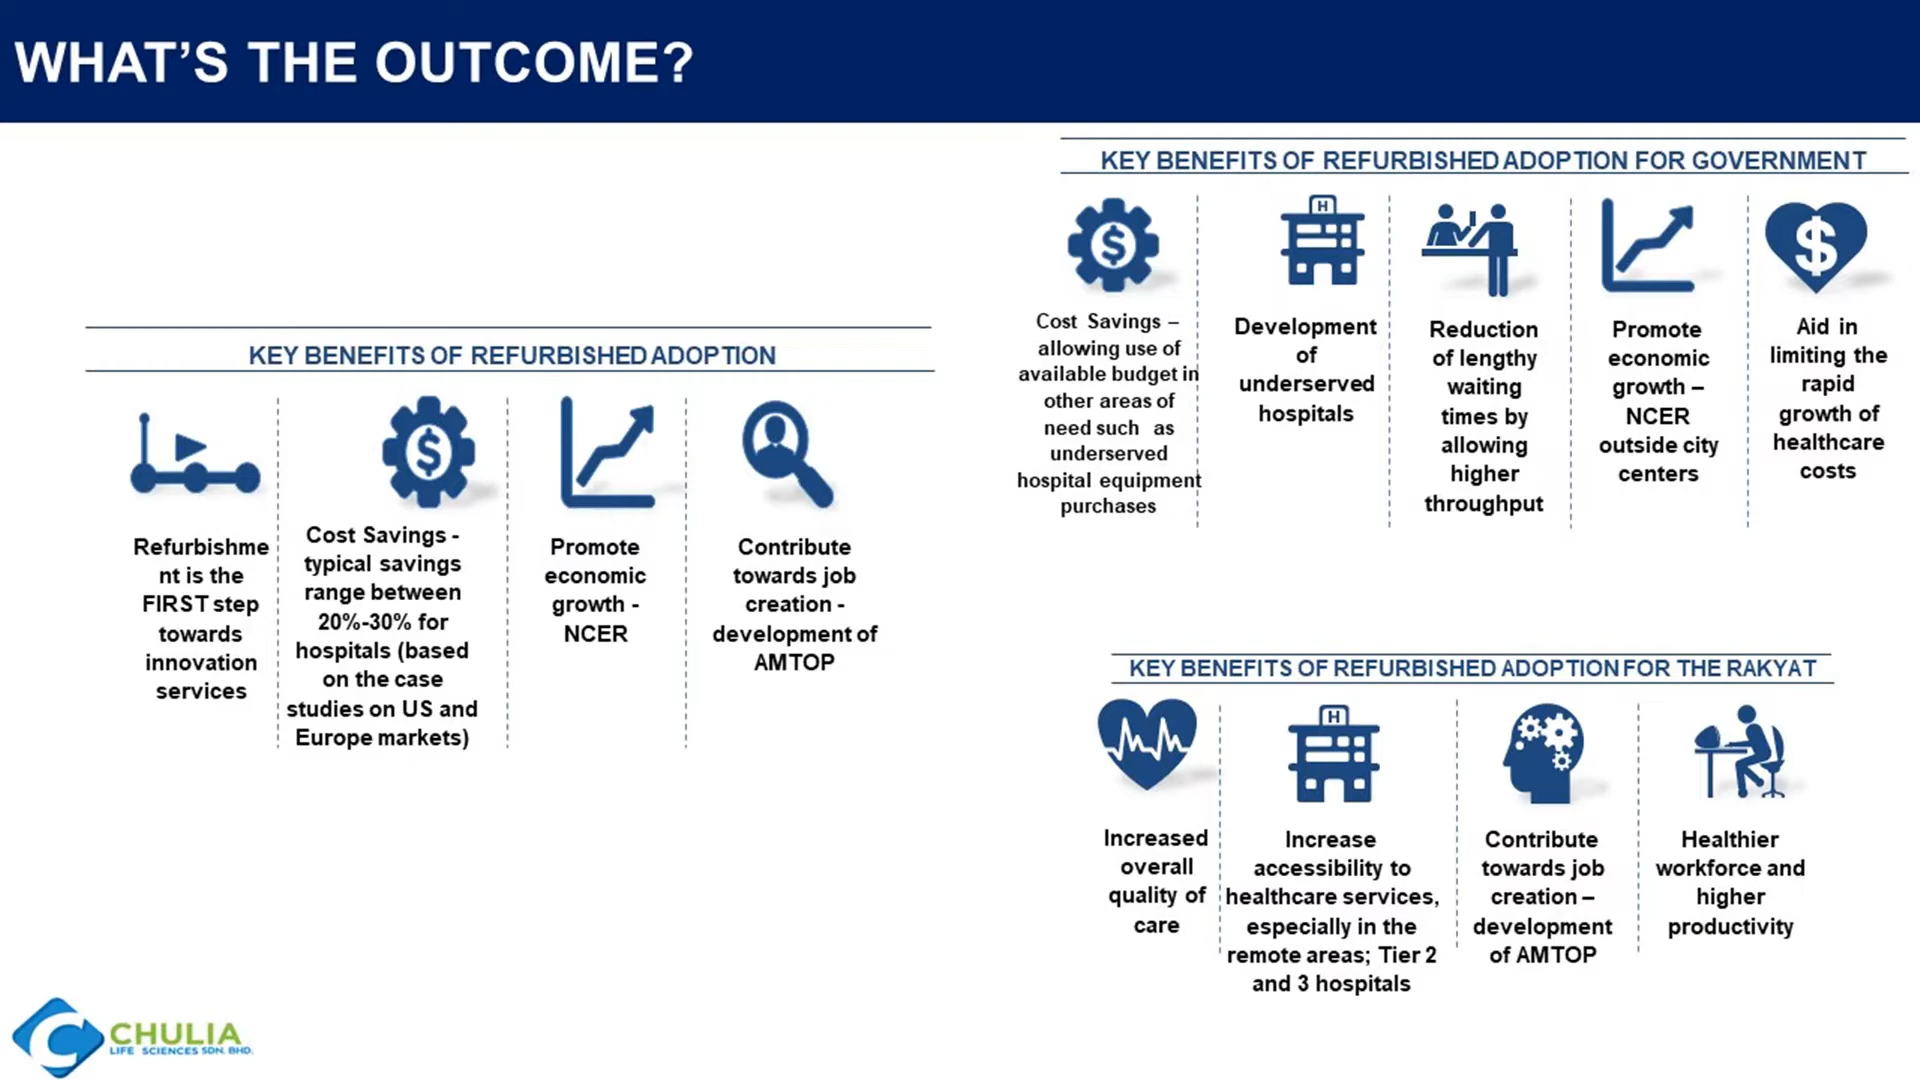 WHAT'S THE OUTCOME?
KEY BENEFITS OF REFURBISHED ADOPTION
Refurbishme
nt is the
FIRST step
towards
innovation
services
Cost Savings -
typical savings
range between
20%-30% for
hospitals (based
on the case
studies on US and
Europe markets)
Promote
economic
growth -
NCER
Contribute
towards job
creation -
development of
AMTOP
KEY BENEFITS OF REFURBISHED ADOPTION FOR GOVERNMENT
$
Cost Savings –
allowing use of
available budget in
other areas of
need such as
underserved
hospital equipment
purchases
H
Development
of
underserved
hospitals
Reduction
of lengthy
waiting
times by
allowing
higher
throughput
Promote
economic
growth –
NCER
outside city
centers
$
Aid in
limiting the
rapid
growth of
healthcare
costs
KEY BENEFITS OF REFURBISHED ADOPTION FOR THE RAKYAT
Increased
overall
quality of
care
H
Increase
accessibility to
healthcare services,
especially in the
remote areas; Tier 2
and 3 hospitals
Contribute
towards job
creation –
development
of AMTOP
Healthier
workforce and
higher
productivity
CHULIA
LIFE SCIENCES SDN. BHD.